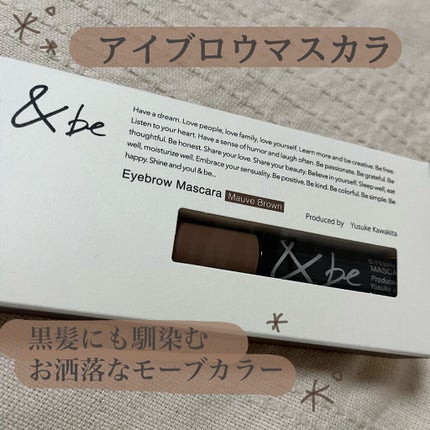 アイブロウマスカラ
&be
Have a dream. Love people, love family, love yourself. Learn more and be creative. Be free.
Listen to your heart. Have a sense of humor and laugh often. Be passionate. Be grateful. Be
thoughtful. Be honest. Share your love. Share your beauty. Believe in yourself. Sleep well, eat
well, moisturize well. Embrace your sensuality. Be positive. Be kind. Be colorful. Be simple. Be
happy. Shine and you! & be...
Eyebrow Mascara Mauve Brown
Produced by Yusuke Kawakita
&be
MASCA
Produce
Yusuke
黒髪にも馴染む
お洒落なモーブカラー